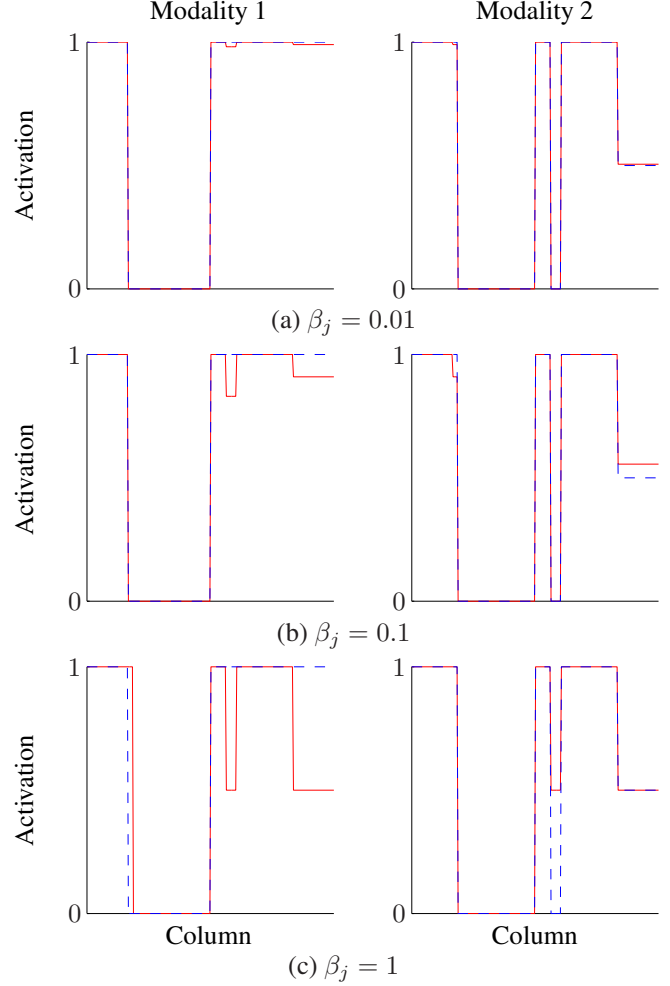 Modality 1 Modality 2
1 1
Activation
0 0
(a) β_j = 0.01
1 1
Activation
0 0
(b) β_j = 0.1
1 1
Activation
0 0
Column Column
(c) β_j = 1